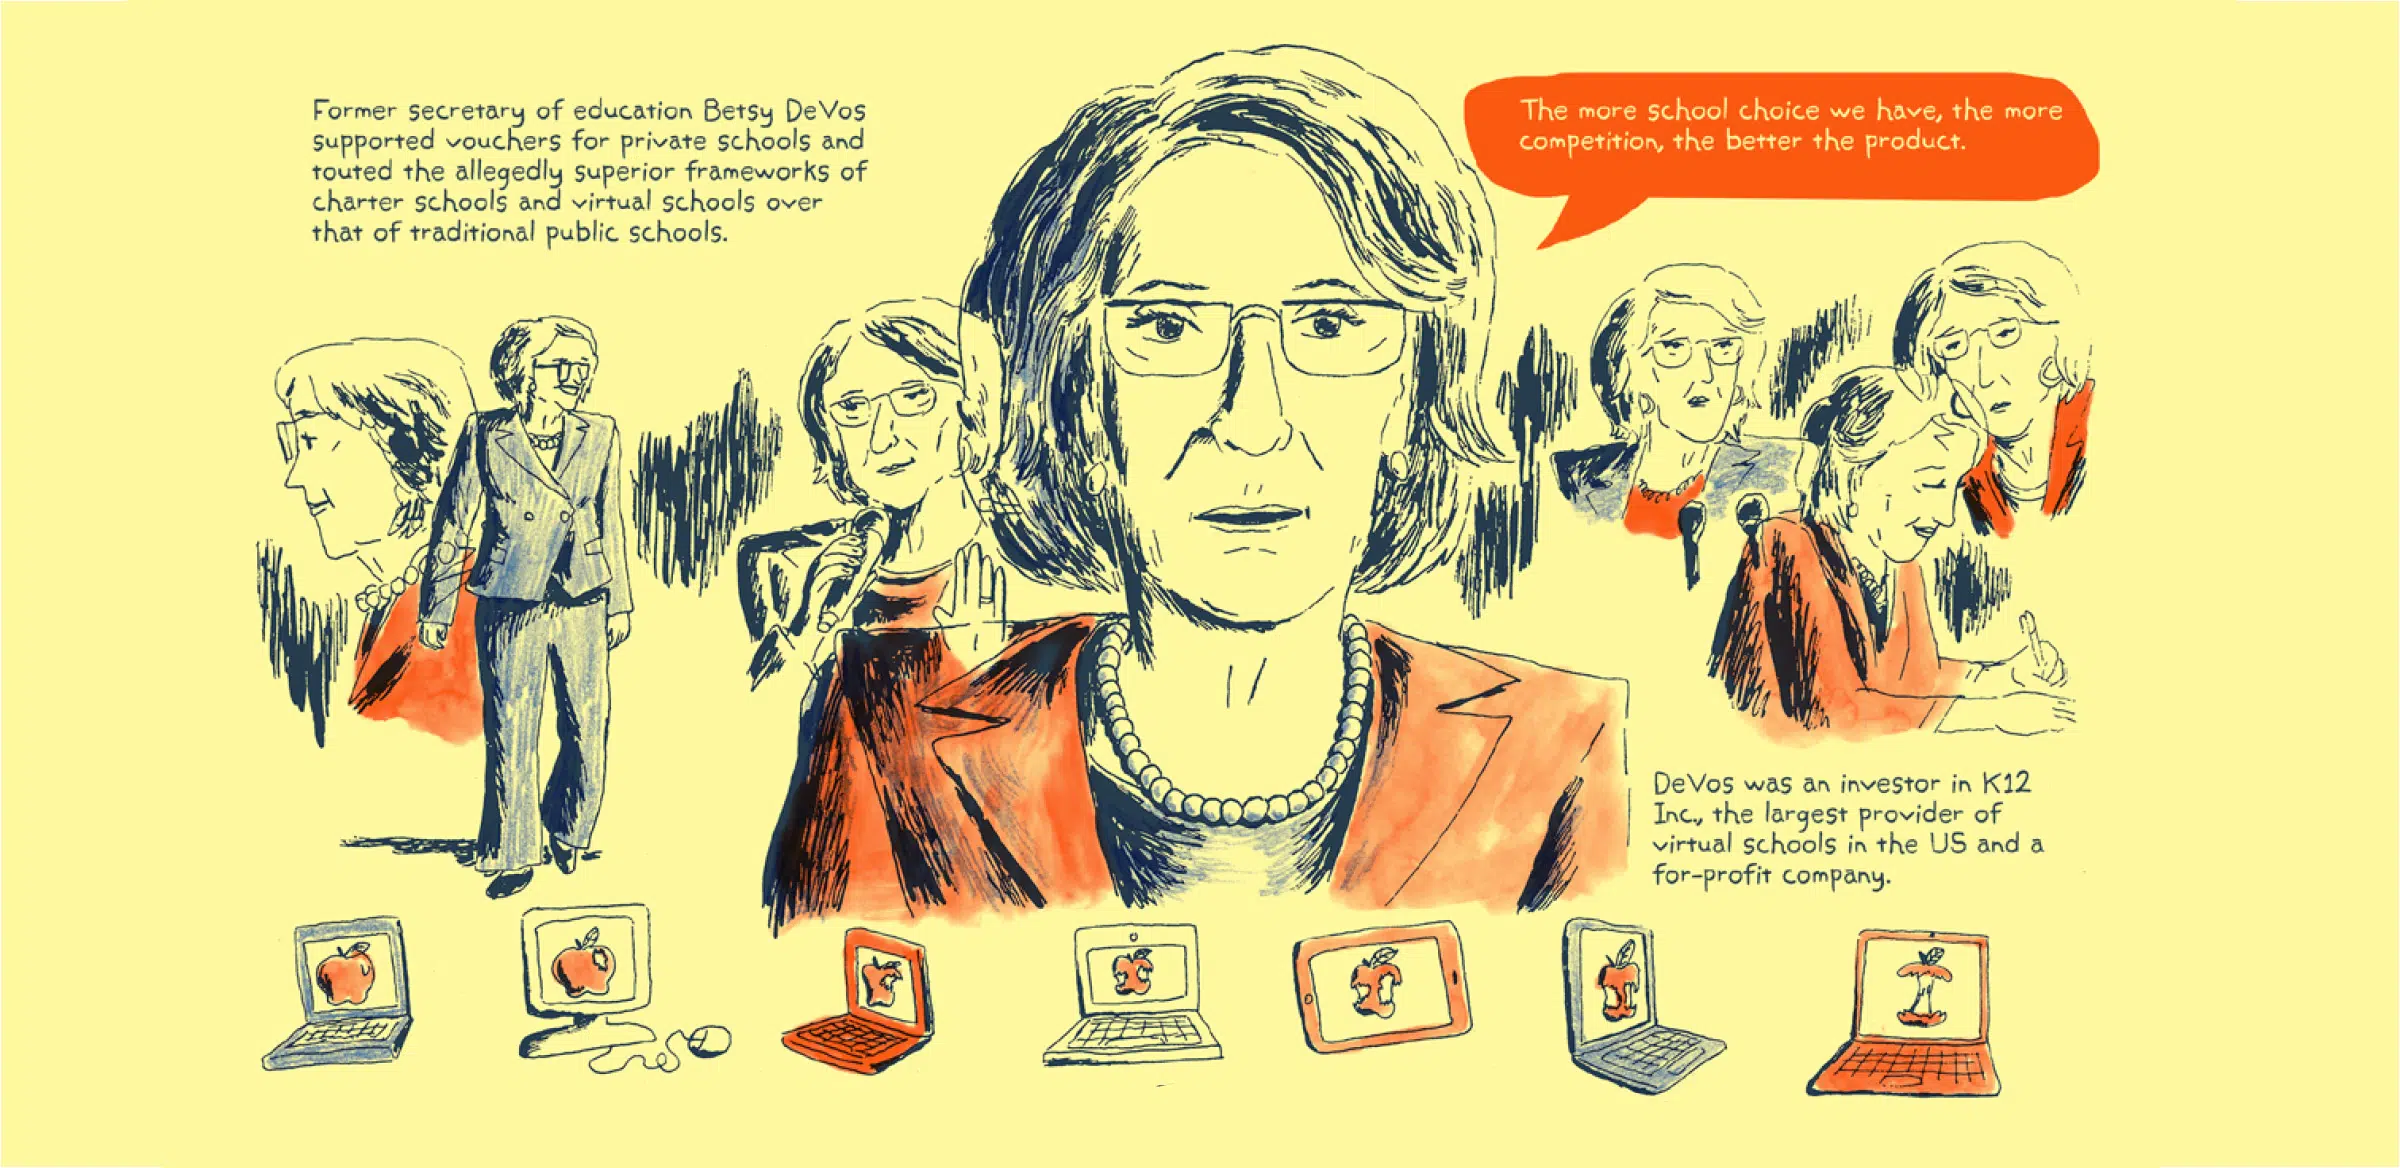 Former secretary of education Betsy DeVos
supported vouchers for private schools and
touted the allegedly superior frameworks of
charter schools and virtual schools over
that of traditional public schools.
The more school choice we have, the more
competition, the better the product.
DeVos was an investor in K12
Inc., the largest provider of
virtual schools in the US and a
for-profit company.